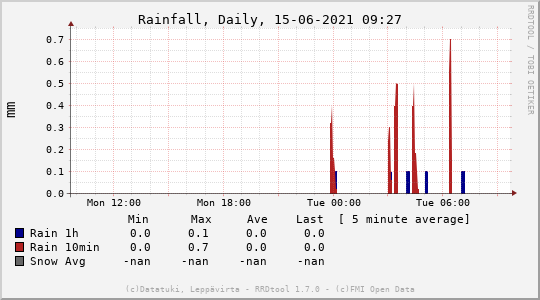 Rainfall, Daily, 15-06-2021 09:27
RRDTOOL / TOBI OETIKER
mm
0.7
0.6
0.5
0.4
0.3
0.2
0.1
0.0
Mon 12:00 Mon 18:00 Tue 00:00 Tue 06:00
Min Max Ave Last [ 5 minute average]
Rain 1h 0.0 0.1 0.0 0.0
Rain 10min 0.0 0.7 0.0 0.0
Snow Avg -nan -nan -nan -nan
(c)Datatuki, Leppävirta - RRDtool 1.7.0 - (c)FMI Open Data